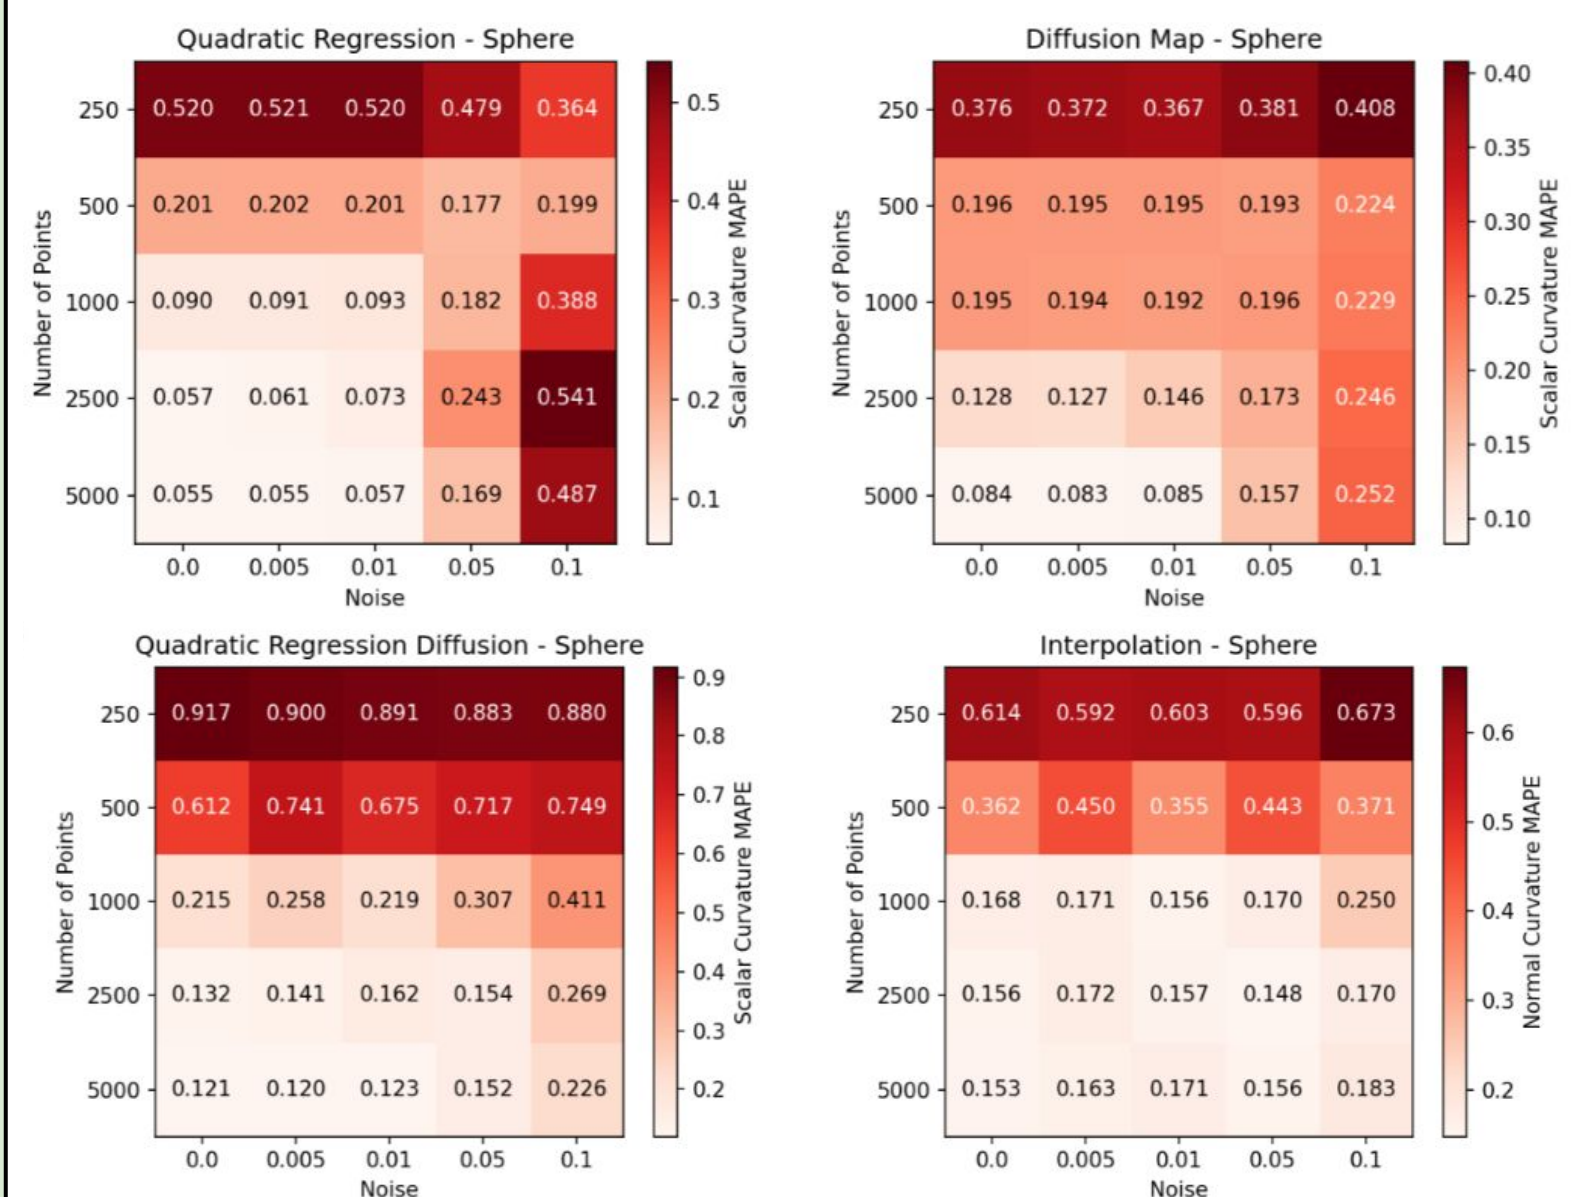 Quadratic Regression - Sphere
Number of Points
250 0.520 0.521 0.520 0.479 0.364
500 0.201 0.202 0.201 0.177 0.199
1000 0.090 0.091 0.093 0.182 0.388
2500 0.057 0.061 0.073 0.243 0.541
5000 0.055 0.055 0.057 0.169 0.487
0.0 0.005 0.01 0.05 0.1
Noise
0.5
0.4
0.3
0.2
0.1
Scalar Curvature MAPE
Diffusion Map - Sphere
Number of Points
250 0.376 0.372 0.367 0.381 0.408
500 0.196 0.195 0.195 0.193 0.224
1000 0.195 0.194 0.192 0.196 0.229
2500 0.128 0.127 0.146 0.173 0.246
5000 0.084 0.083 0.085 0.157 0.252
0.0 0.005 0.01 0.05 0.1
Noise
0.40
0.35
0.30
0.25
0.20
0.15
0.10
Scalar Curvature MAPE
Quadratic Regression Diffusion - Sphere
Number of Points
250 0.917 0.900 0.891 0.883 0.880
500 0.612 0.741 0.675 0.717 0.749
1000 0.215 0.258 0.219 0.307 0.411
2500 0.132 0.141 0.162 0.154 0.269
5000 0.121 0.120 0.123 0.152 0.226
0.0 0.005 0.01 0.05 0.1
Noise
0.9
0.8
0.7
0.6
0.5
0.4
0.3
0.2
Scalar Curvature MAPE
Interpolation - Sphere
Number of Points
250 0.614 0.592 0.603 0.596 0.673
500 0.362 0.450 0.355 0.443 0.371
1000 0.168 0.171 0.156 0.170 0.250
2500 0.156 0.172 0.157 0.148 0.170
5000 0.153 0.163 0.171 0.156 0.183
0.0 0.005 0.01 0.05 0.1
Noise
0.6
0.5
0.4
0.3
0.2
Normal Curvature MAPE